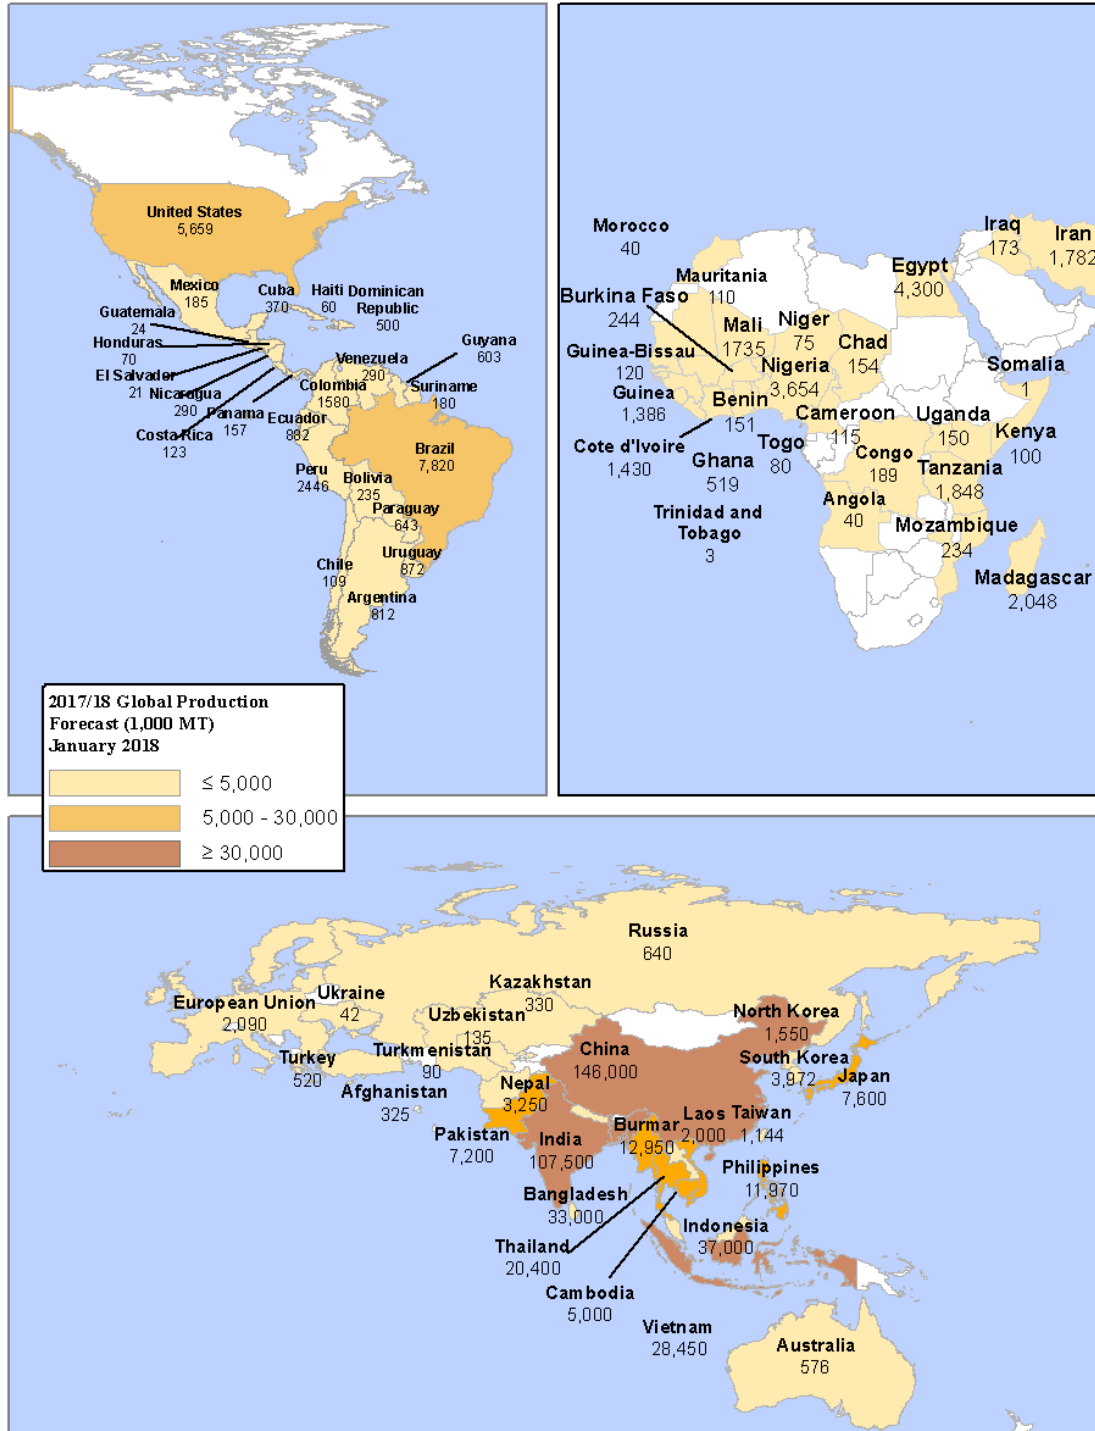 United States
5,659
Mexico
185
Cuba
370
Haiti
60
Dominican
Republic
500
Guatemala
24
Honduras
70
El Salvador
21
Nicaragua
290
Costa Rica
123
Panama
157
Venezuela
290
Guyana
603
Colombia
1580
Suriname
180
Ecuador
882
Brazil
7,820
Peru
2446
Bolivia
235
Paraguay
643
Uruguay
872
Chile
109
Argentina
812
2017/18 Global Production
Forecast (1,000 MT)
January 2018
≤ 5,000
5,000 - 30,000
≥ 30,000
Morocco
40
Iraq
173
Iran
1,782
Egypt
4,300
Mauritania
110
Burkina Faso
244
Mali
1735
Niger
75
Chad
154
Guinea-Bissau
120
Nigeria
3,654
Somalia
1
Guinea
1,386
Benin
151
Cameroon
115
Uganda
150
Kenya
100
Cote d'Ivoire
1,430
Ghana
519
Togo
80
Congo
189
Tanzania
1,848
Angola
40
Trinidad and
Tobago
3
Mozambique
234
Madagascar
2,048
Russia
640
Kazakhstan
330
European Union
2,090
Ukraine
42
Uzbekistan
135
North Korea
1,550
Turkey
520
Turkmenistan
90
China
146,000
South Korea
3,972
Japan
7,600
Afghanistan
325
Nepal
3,250
Burmar
12,950
Laos
2,000
Taiwan
1,144
Pakistan
7,200
India
107,500
Philippines
11,970
Bangladesh
33,000
Indonesia
37,000
Thailand
20,400
Cambodia
5,000
Vietnam
28,450
Australia
576